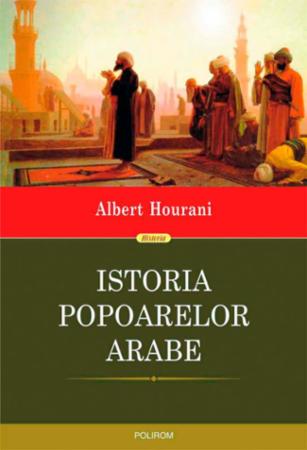 Albert Hourani
Historia
ISTORIA
POPOARELOR
ARABE
POLIROM